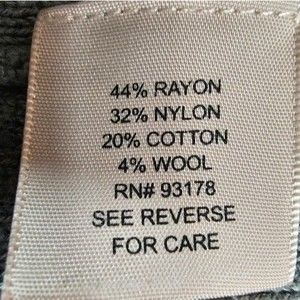 44% RAYON
32% NYLON
20% COTTON
4% WOOL
RN# 93178
SEE REVERSE
FOR CARE